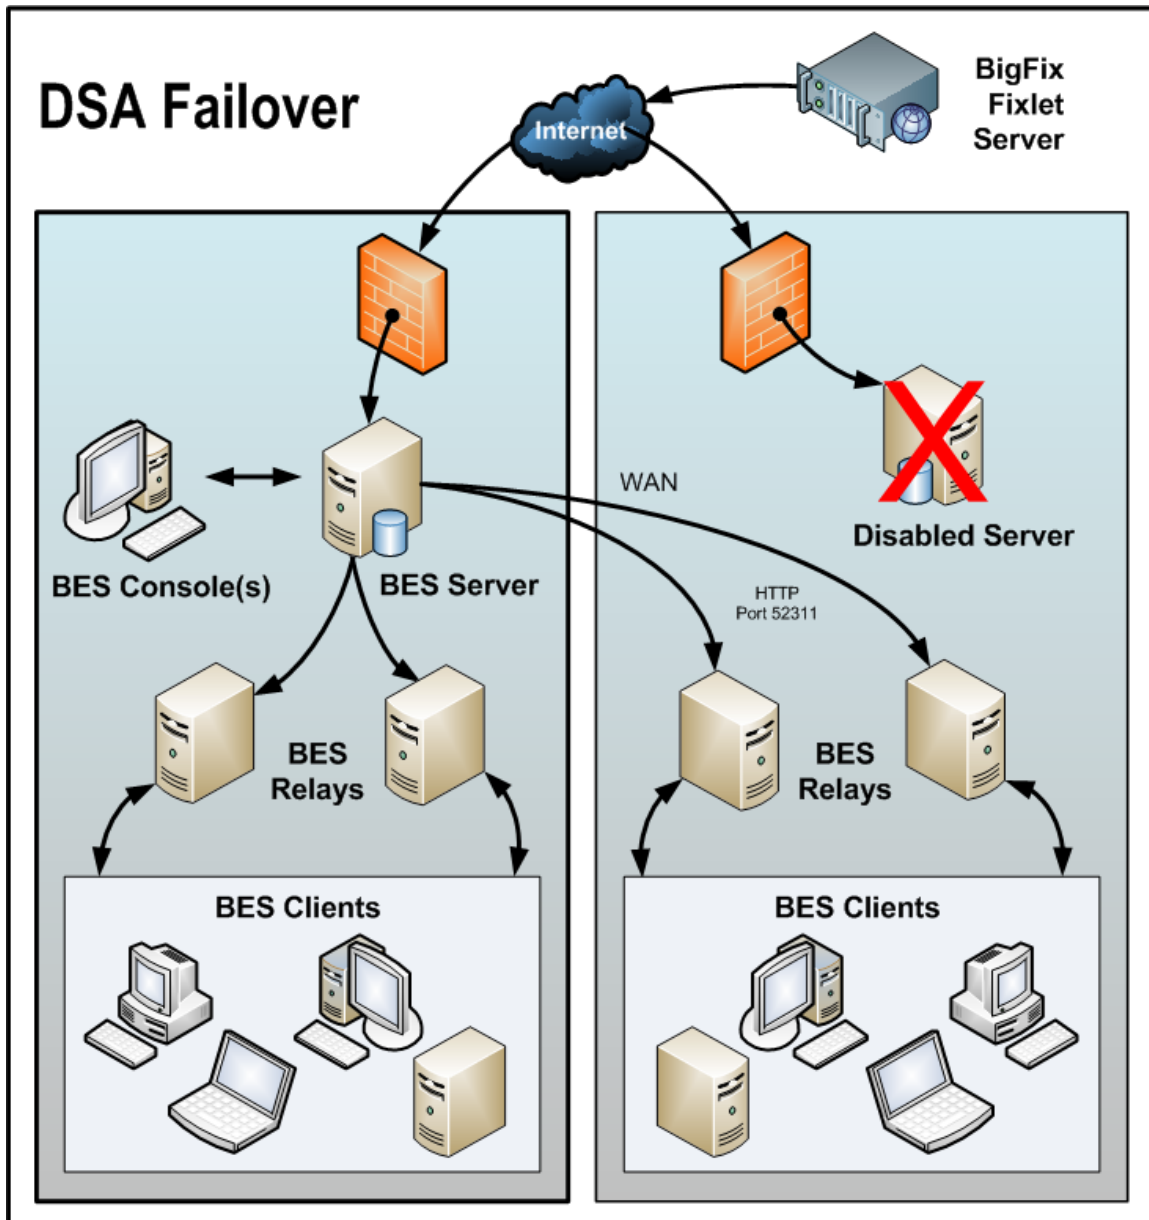 DSA Failover
BigFix
Fixlet
Server
Internet
WAN
Disabled Server
BES Console(s)
BES Server
HTTP
Port 52311
BES
Relays
BES
Relays
BES Clients
BES Clients